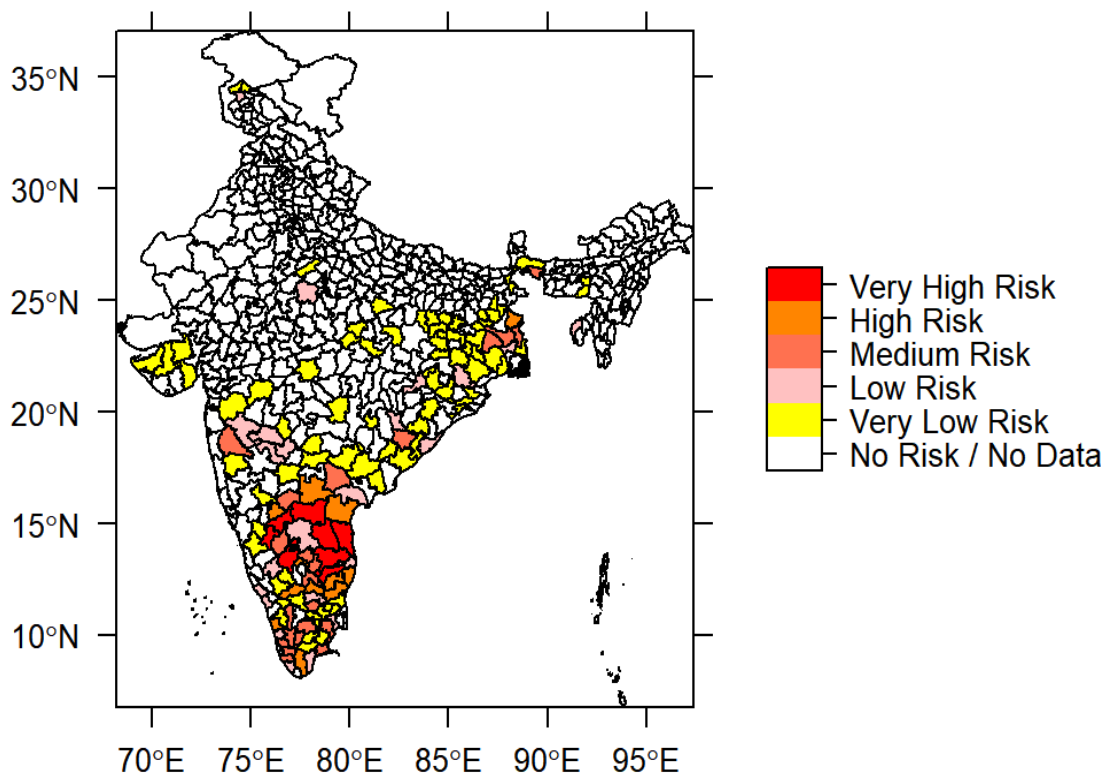 35°N
30°N
25°N
20°N
15°N
10°N
70°E 75°E 80°E 85°E 90°E 95°E
Very High Risk
High Risk
Medium Risk
Low Risk
Very Low Risk
No Risk / No Data